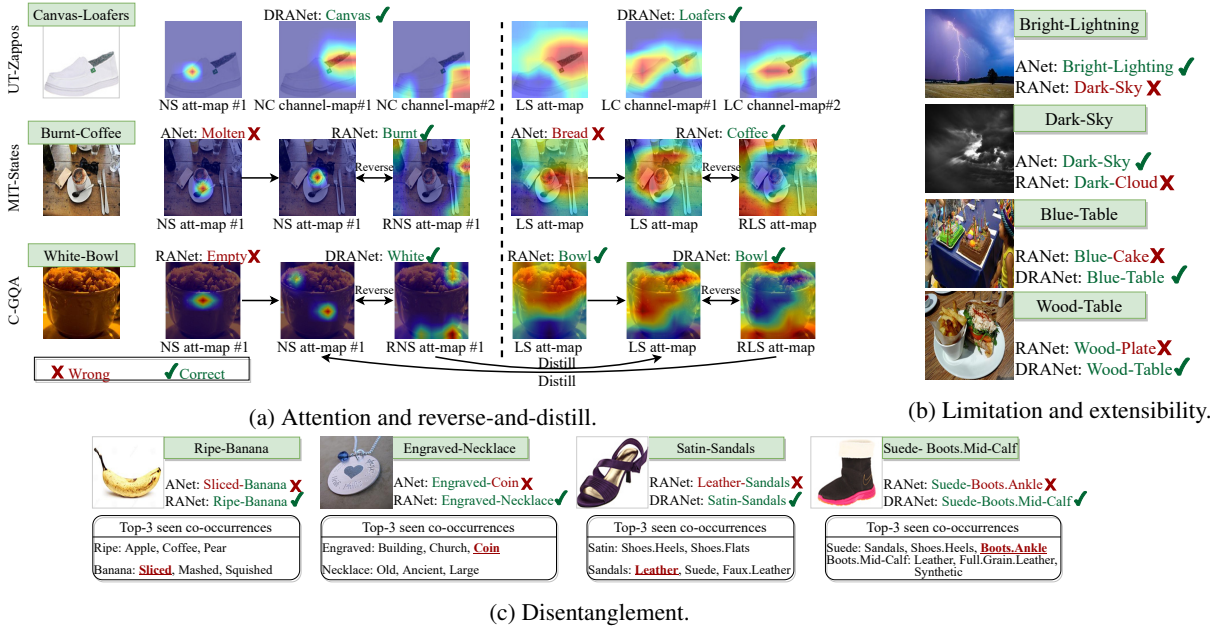 UT-Zappos
Canvas-Loafers
DRANet: Canvas ✓
DRANet: Loafers ✓
NS att-map #1
NC channel-map#1
NC channel-map#2
LS att-map
LC channel-map#1
LC channel-map#2
MIT-States
Burnt-Coffee
ANet: Molten ✗
RANet: Burnt ✓
ANet: Bread ✗
RANet: Coffee ✓
Reverse
Reverse
NS att-map #1
NS att-map #1
RNS att-map #1
LS att-map
LS att-map
RLS att-map #1
C-GQA
White-Bowl
RANet: Empty ✗
DRANet: White ✓
RANet: Bowl ✓
DRANet: Bowl ✓
Reverse
Reverse
NS att-map #1
NS att-map #1
RNS att-map #1
LS att-map
LS att-map
RLS att-map
Distill
Distill
✗ Wrong
✓ Correct
(a) Attention and reverse-and-distill.
Bright-Lightning
ANet: Bright-Lighting ✓
RANet: Dark-Sky ✗
Dark-Sky
ANet: Dark-Sky ✓
RANet: Dark-Cloud ✗
Blue-Table
RANet: Blue-Cake ✗
DRANet: Blue-Table ✓
Wood-Table
RANet: Wood-Plate ✗
DRANet: Wood-Table ✓
(b) Limitation and extensibility.
Ripe-Banana
ANet: Sliced-Banana ✗
RANet: Ripe-Banana ✓
Top-3 seen co-occurrences
Ripe: Apple, Coffee, Pear
Banana: Sliced, Mashed, Squished
Engraved-Necklace
ANet: Engraved-Coin ✗
RANet: Engraved-Necklace ✓
Top-3 seen co-occurrences
Engraved: Building, Church, Coin
Necklace: Old, Ancient, Large
Satin-Sandals
RANet: Leather-Sandals ✗
DRANet: Satin-Sandals ✓
Top-3 seen co-occurrences
Satin: Shoes.Heels, Shoes.Flats
Sandals: Leather, Suede, Faux.Leather
Suede- Boots.Mid-Calf
RANet: Suede-Boots.Ankle ✗
DRANet: Suede-Boots.Mid-Calf ✓
Top-3 seen co-occurrences
Suede: Sandals, Shoes.Heels, Boots.Ankle
Boots.Mid-Calf: Leather, Full.Grain.Leather,
Synthetic
(c) Disentanglement.